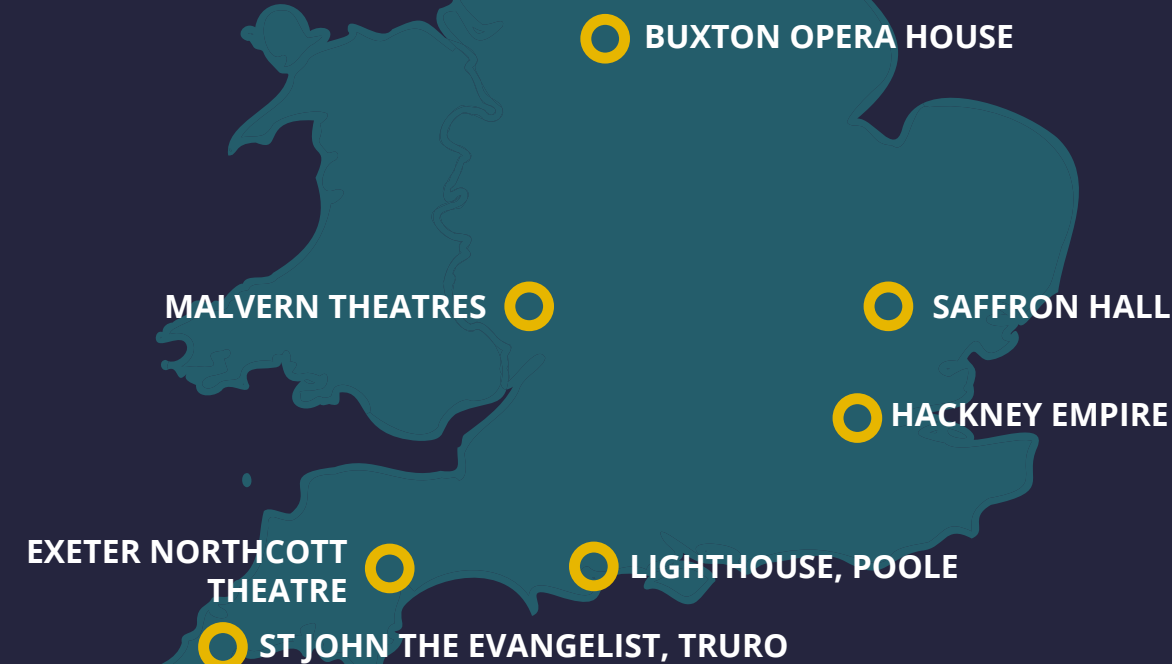 BUXTON OPERA HOUSE
MALVERN THEATRES
SAFFRON HALL
HACKNEY EMPIRE
EXETER NORTHCOTT
THEATRE
LIGHTHOUSE, POOLE
ST JOHN THE EVANGELIST, TRURO